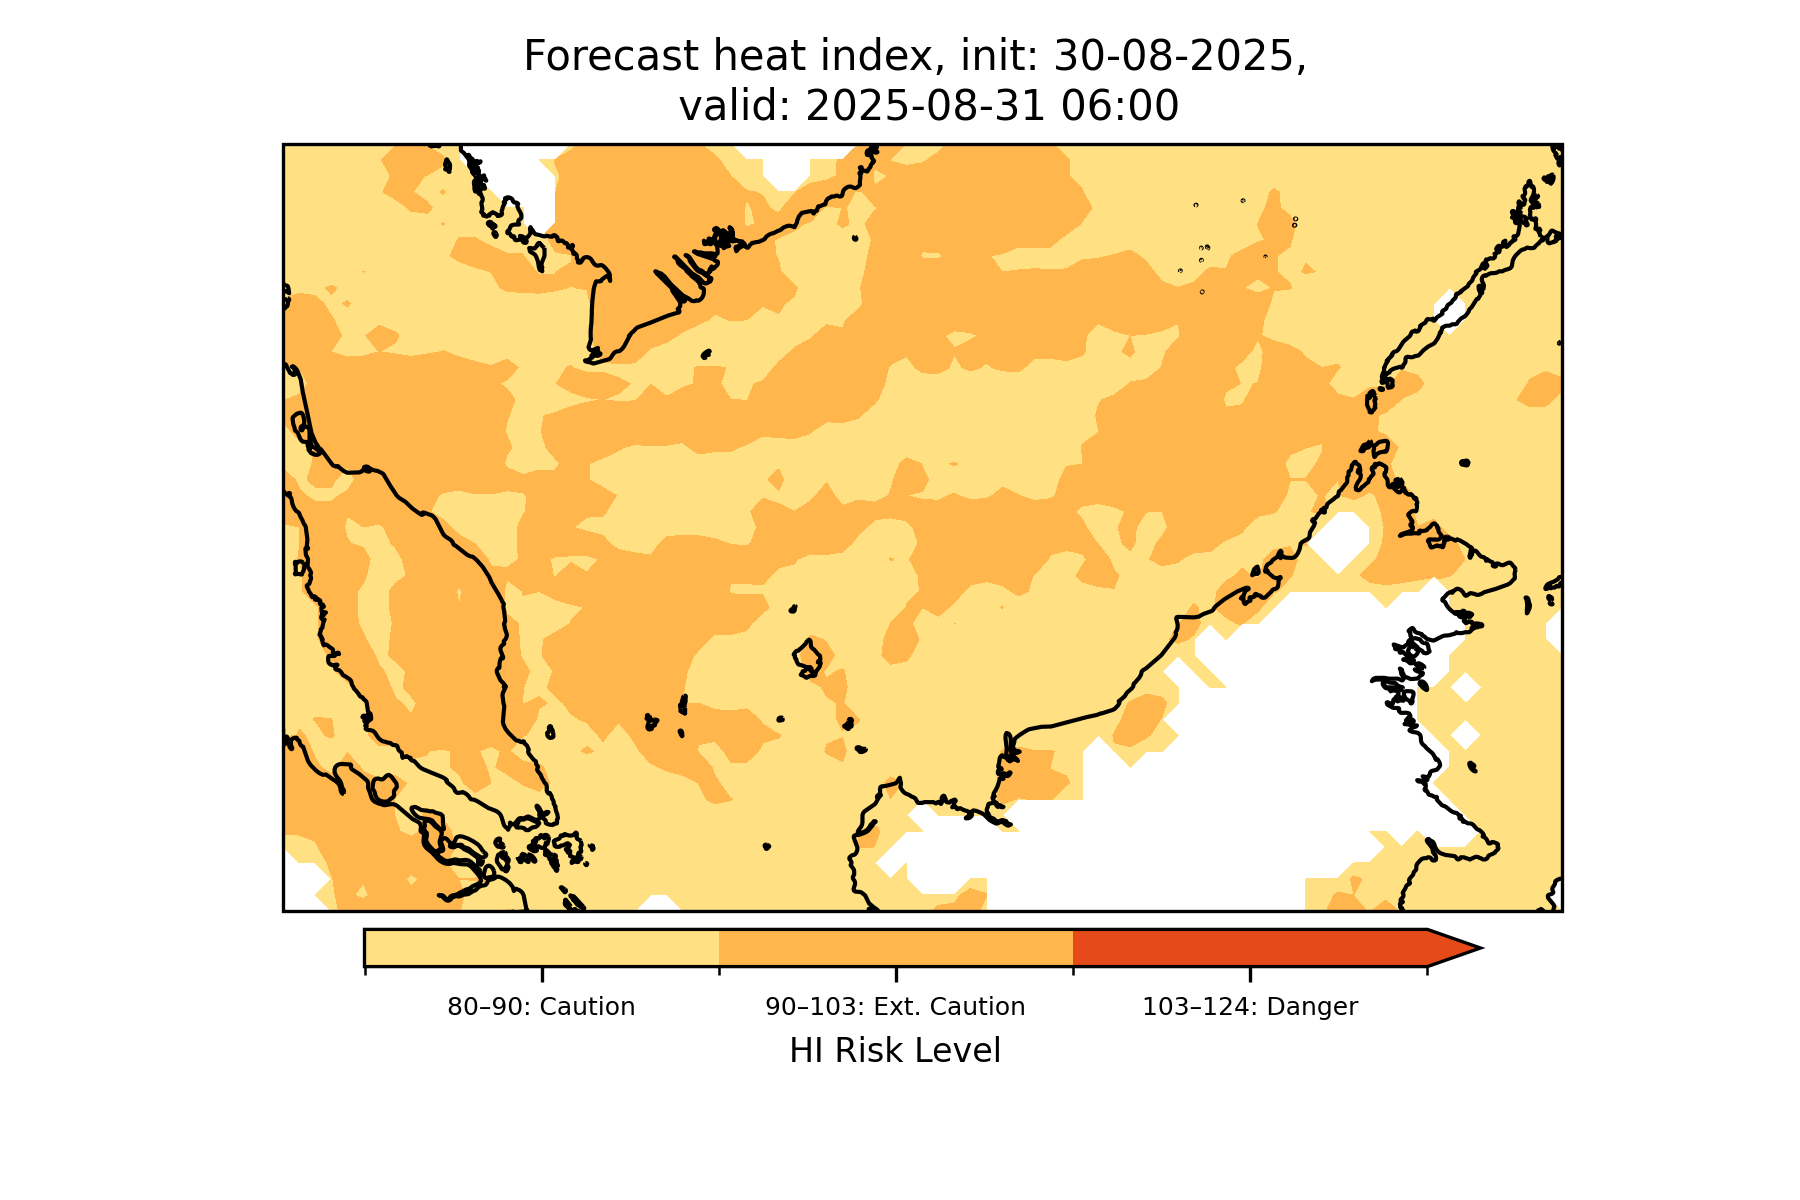 Forecast heat index, init: 30-08-2025,
valid: 2025-08-31 06:00
80–90: Caution
90–103: Ext. Caution
103–124: Danger
HI Risk Level